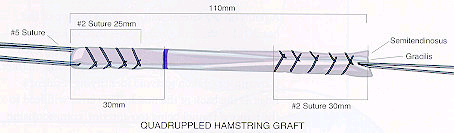 110mm
#2 Suture 25mm
#5 Suture
Semitendinosus
Gracilis
30mm
#2 Suture 30mm
QUADRUPPLED HAMSTRING GRAFT